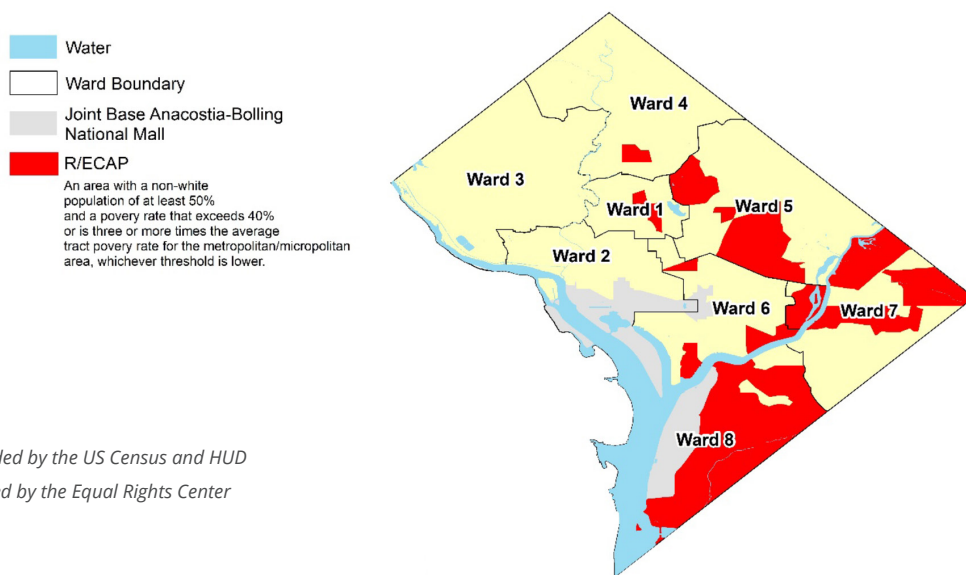 Water
Ward Boundary
Joint Base Anacostia-Bolling
National Mall
R/ECAP
An area with a non-white
population of at least 50%
and a povery rate that exceeds 40%
or is three or more times the average
tract povery rate for the metropolitan/micropolitan
area, whichever threshold is lower.
Ward 4
Ward 3
Ward 5
Ward 1
Ward 2
Ward 6
Ward 7
Ward 8
by the US Census and HUD
by the Equal Rights Center